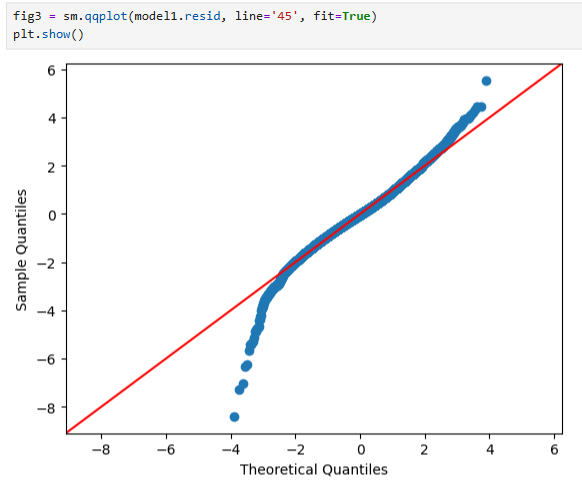 fig3 = sm.qqplot(model1.resid, line='45', fit=True)
plt.show()
6
4
2
0
−2
−4
−6
−8
Sample Quantiles
−8 −6 −4 −2 0 2 4 6
Theoretical Quantiles